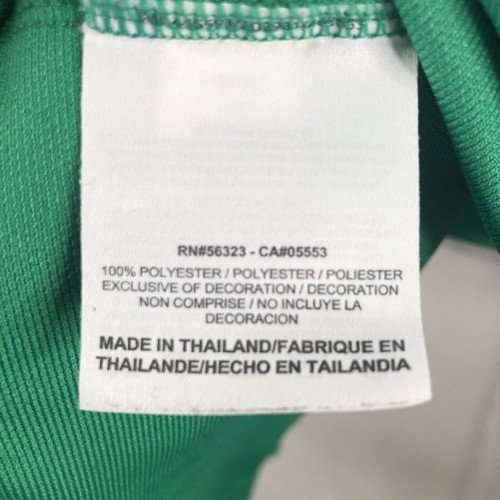 RN#56323 - CA#05553
100% POLYESTER / POLYESTER / POLIESTER
EXCLUSIVE OF DECORATION / DECORATION
NON COMPRISE / NO INCLUYE LA
DECORACION
MADE IN THAILAND/FABRIQUE EN
THAILANDE/HECHO EN TAILANDIA